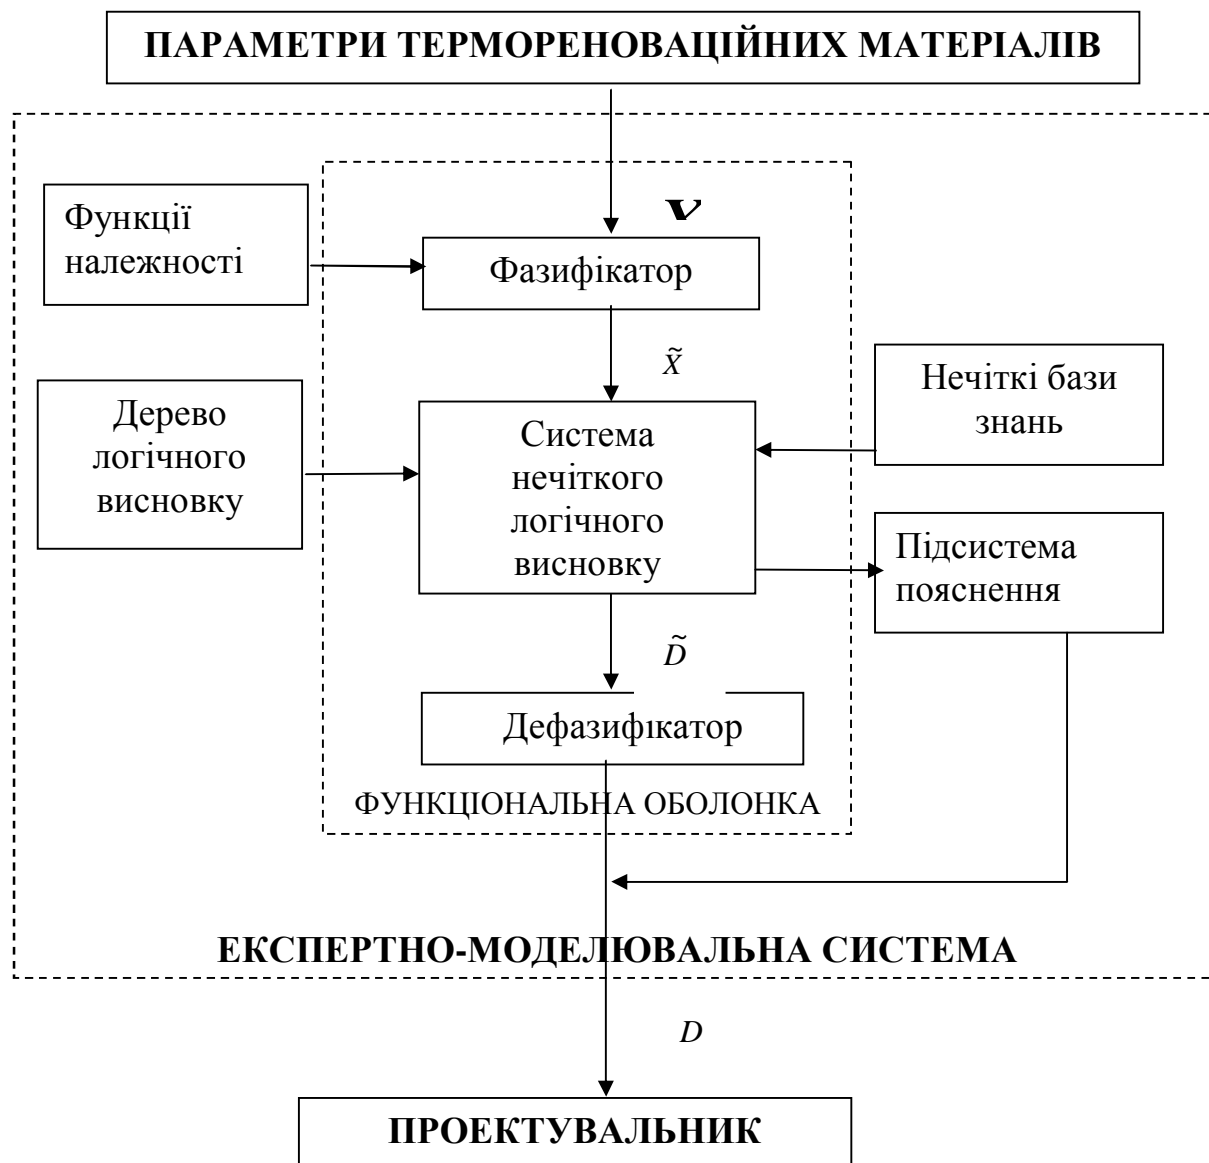 ПАРАМЕТРИ ТЕРМОРЕНОВАЦІЙНИХ МАТЕРІАЛІВ
Функції
належності
V
Фазифікатор
X̃
Нечіткі бази
знань
Дерево
логічного
висновку
Система
нечіткого
логічного
висновку
Підсистема
пояснення
D̃
Дефазифікатор
ФУНКЦІОНАЛЬНА ОБОЛОНКА
ЕКСПЕРТНО-МОДЕЛЮВАЛЬНА СИСТЕМА
D
ПРОЕКТУВАЛЬНИК